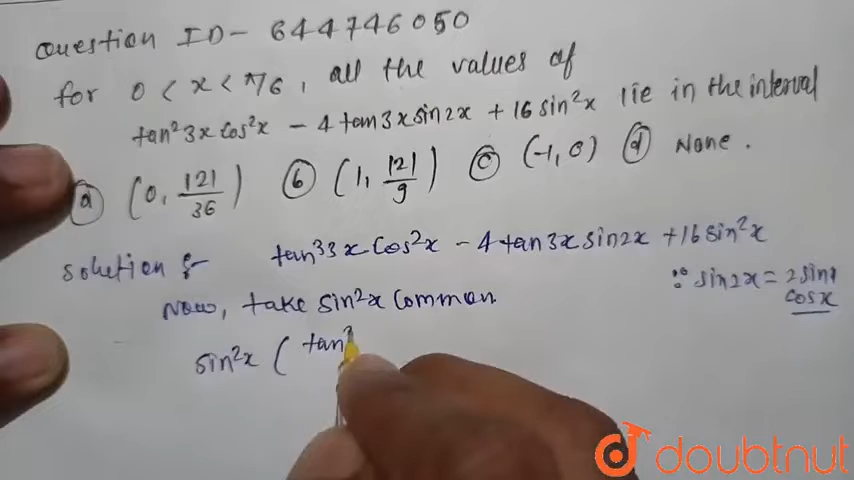 Question ID - 644746050
for 0 < x < π/6, all the values of
tan²3x cos²x - 4 tan3x sin2x + 16 sin²x lie in the interval
ⓐ (0, 121/36) ⓑ (1, 121/9) ⓒ (-1, 0) ⓓ None.
Solution :- tan³3x cos²x - 4 tan3x sin2x + 16 sin²x
∵ sin2x = 2sinx
cosx
Now, take sin²x common
sin²x ( tan²
doubtnut